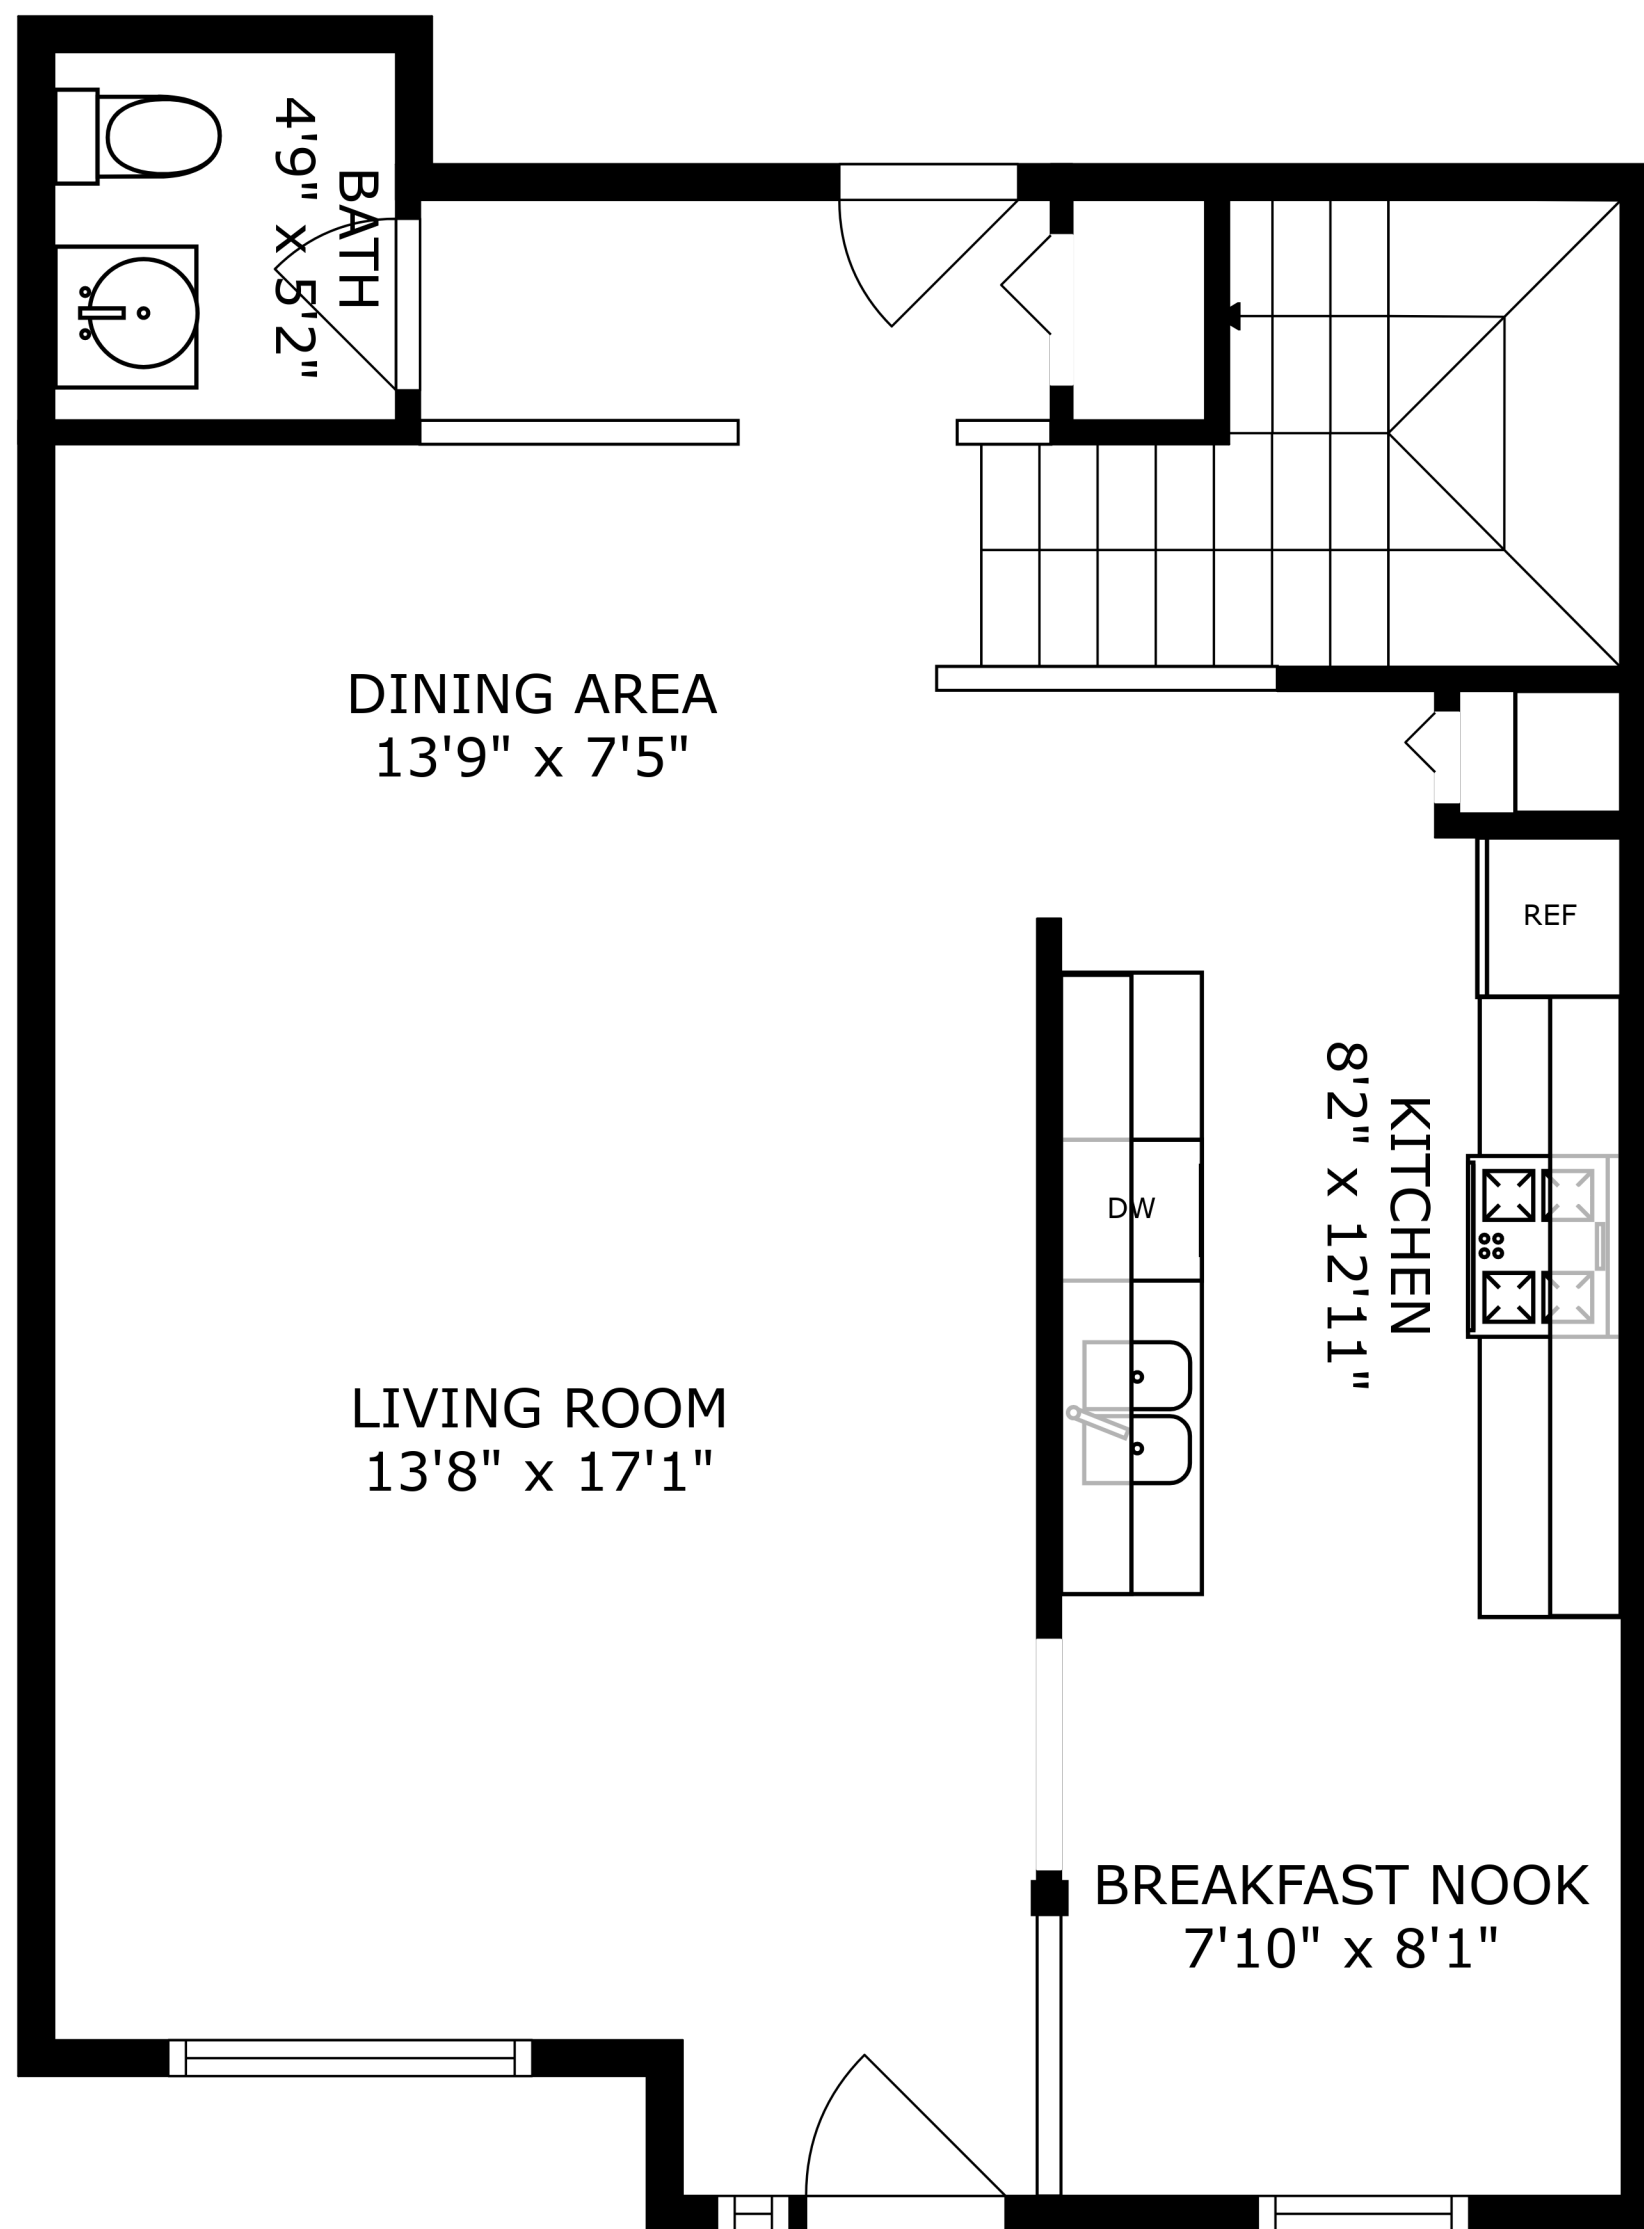 BATH
4'9" x 5'2"
DINING AREA
13'9" x 7'5"
REF
KITCHEN
8'2" x 12'11"
DW
LIVING ROOM
13'8" x 17'1"
BREAKFAST NOOK
7'10" x 8'1"